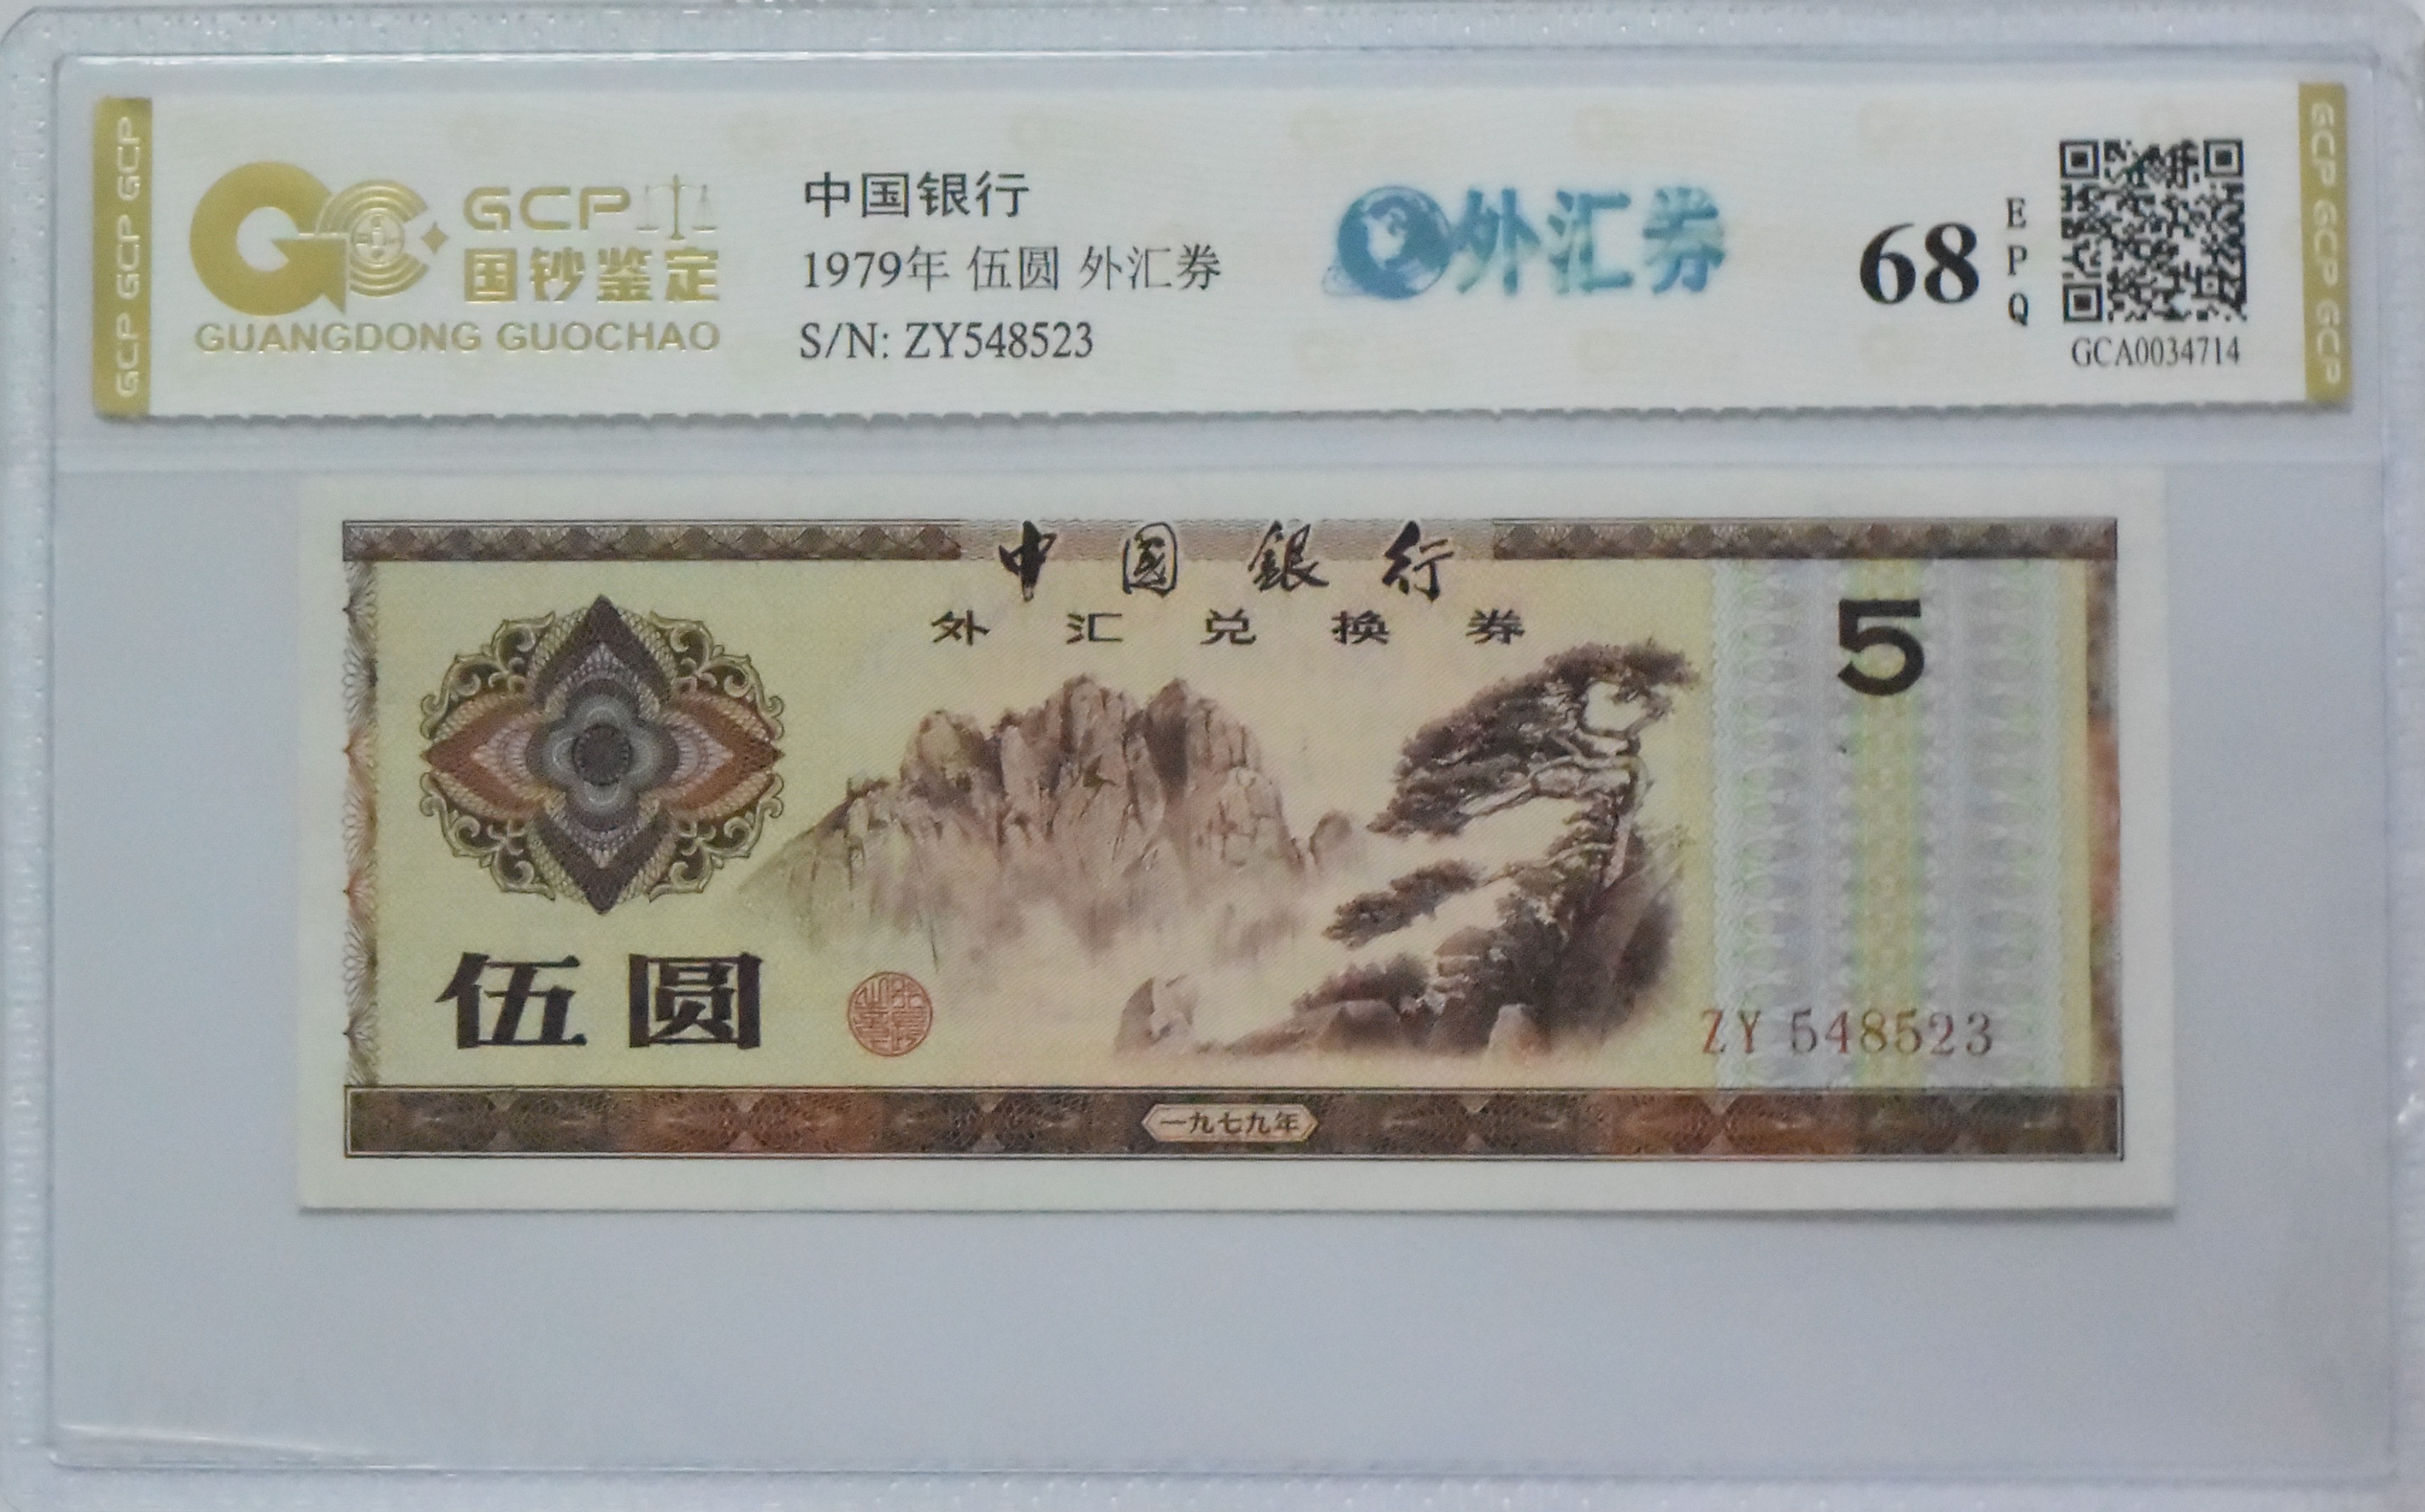 GCP GCP GCP
GCP
国钞鉴定
GUANGDONG GUOCHAO
中国银行
1979年 伍圆 外汇券
S/N: ZY548523
外汇券
68
E
P
Q
GCA0034714
GCP GCP GCP
中国銀行
外汇兑换券
5
伍圆
ZY 548523
一九七九年